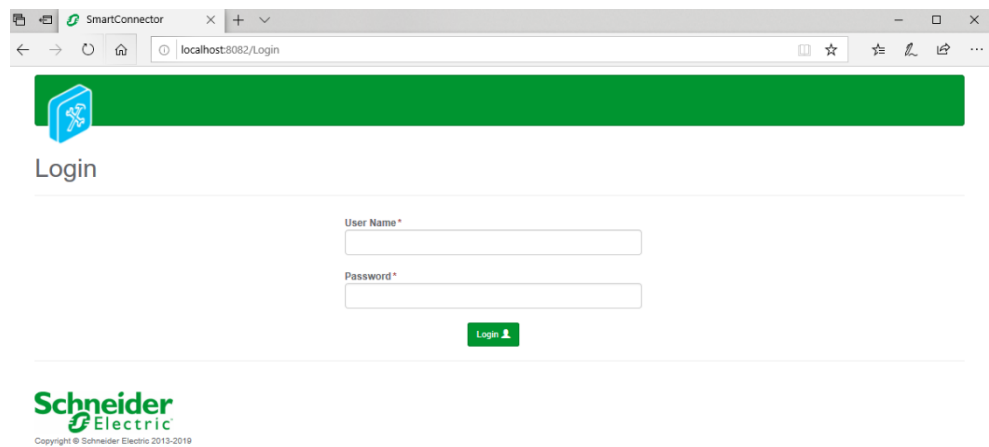 SmartConnector
localhost:8082/Login
Login
User Name*
Password*
Login
Schneider
Electric
Copyright © Schneider Electric 2013-2019